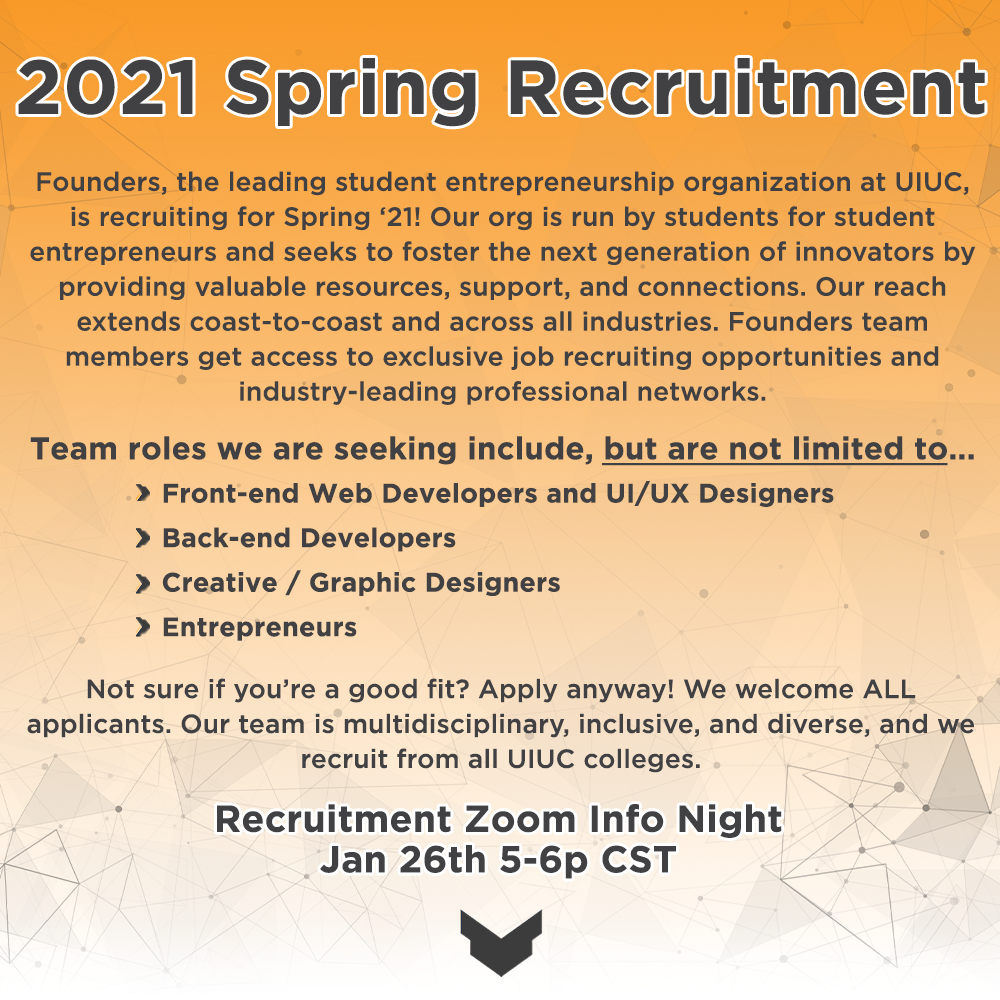 2021 Spring Recruitment
Founders, the leading student entrepreneurship organization at UIUC,
is recruiting for Spring ‘21! Our org is run by students for student
entrepreneurs and seeks to foster the next generation of innovators by
providing valuable resources, support, and connections. Our reach
extends coast-to-coast and across all industries. Founders team
members get access to exclusive job recruiting opportunities and
industry-leading professional networks.
Team roles we are seeking include, but are not limited to...
Front-end Web Developers and UI/UX Designers
Back-end Developers
Creative / Graphic Designers
Entrepreneurs
Not sure if you’re a good fit? Apply anyway! We welcome ALL
applicants. Our team is multidisciplinary, inclusive, and diverse, and we
recruit from all UIUC colleges.
Recruitment Zoom Info Night
Jan 26th 5-6p CST